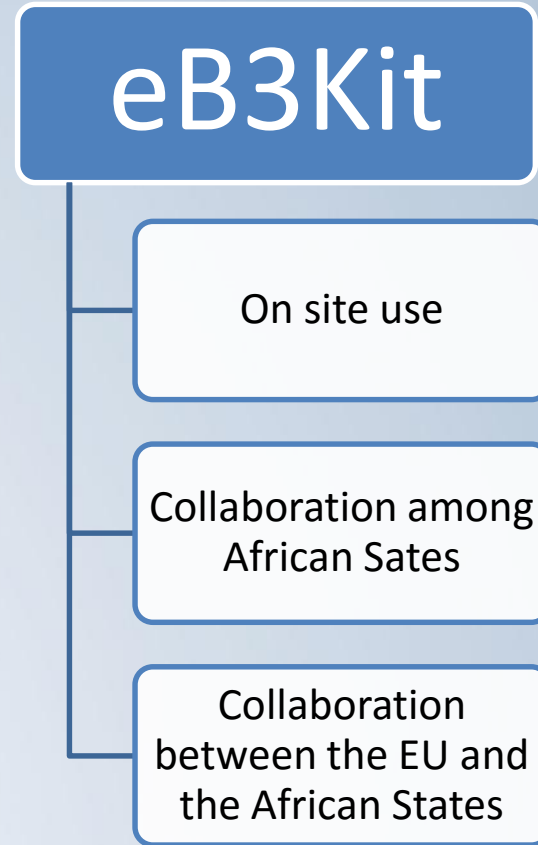 eB3Kit
On site use
Collaboration among
African Sates
Collaboration
between the EU and
the African States